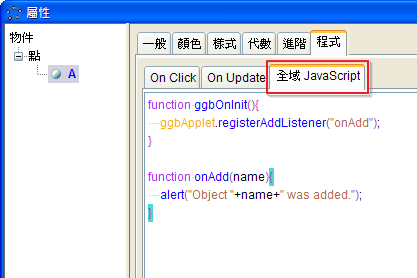 屬性
物件
點
A
一般 顏色 樣式 代數 進階 程式
On Click On Update 全域 JavaScript
function ggbOnInit(){
ggbApplet.registerAddListener("onAdd");
}
function onAdd(name){
alert("Object "+name+" was added.");
}